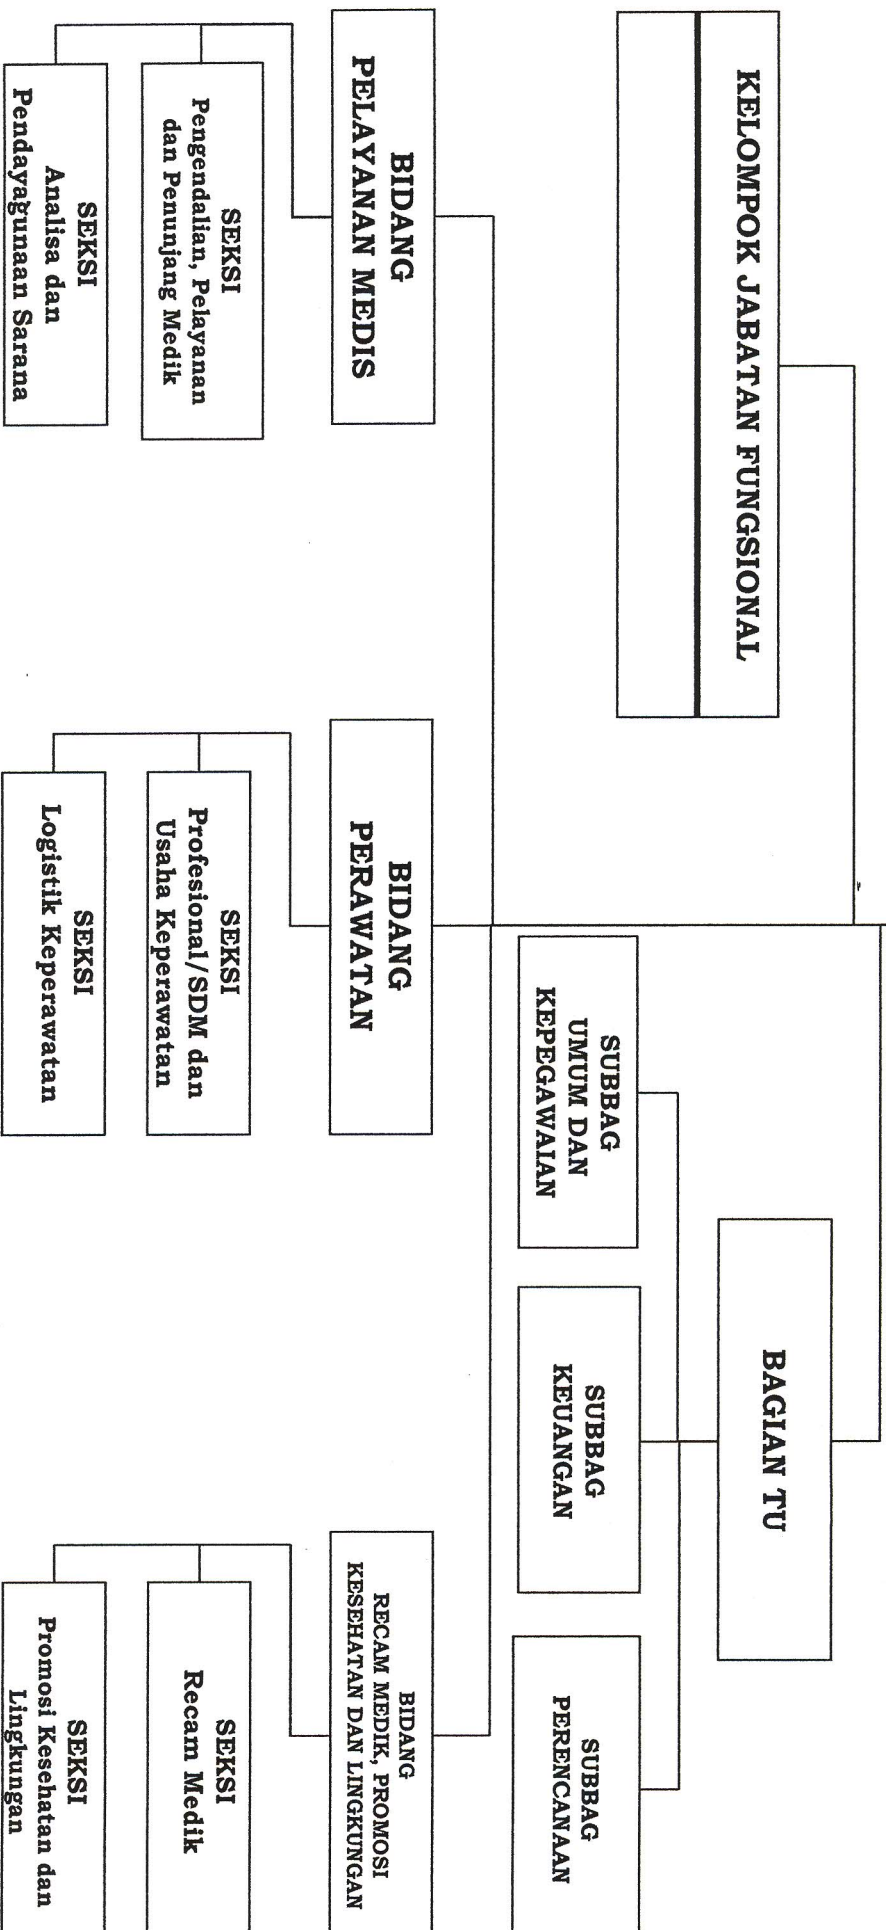 KELOMPOK JABATAN FUNGSIONAL
BAGIAN TU
SUBBAG
UMUM DAN
KEPEGAWAIAN
SUBBAG
KEUANGAN
SUBBAG
PERENCANAAN
BIDANG
PELAYANAN MEDIS
BIDANG
PERAWATAN
BIDANG
RECAM MEDIK, PROMOSI
KESEHATAN DAN LINGKUNGAN
SEKSI
Pengendalian, Pelayanan
dan Penunjang Medik
SEKSI
Profesional/SDM dan
Usaha Keperawatan
SEKSI
Recam Medik
SEKSI
Analisa dan
Pendayagunaan Sarana
SEKSI
Logistik Keperawatan
SEKSI
Promosi Kesehatan dan
Lingkungan